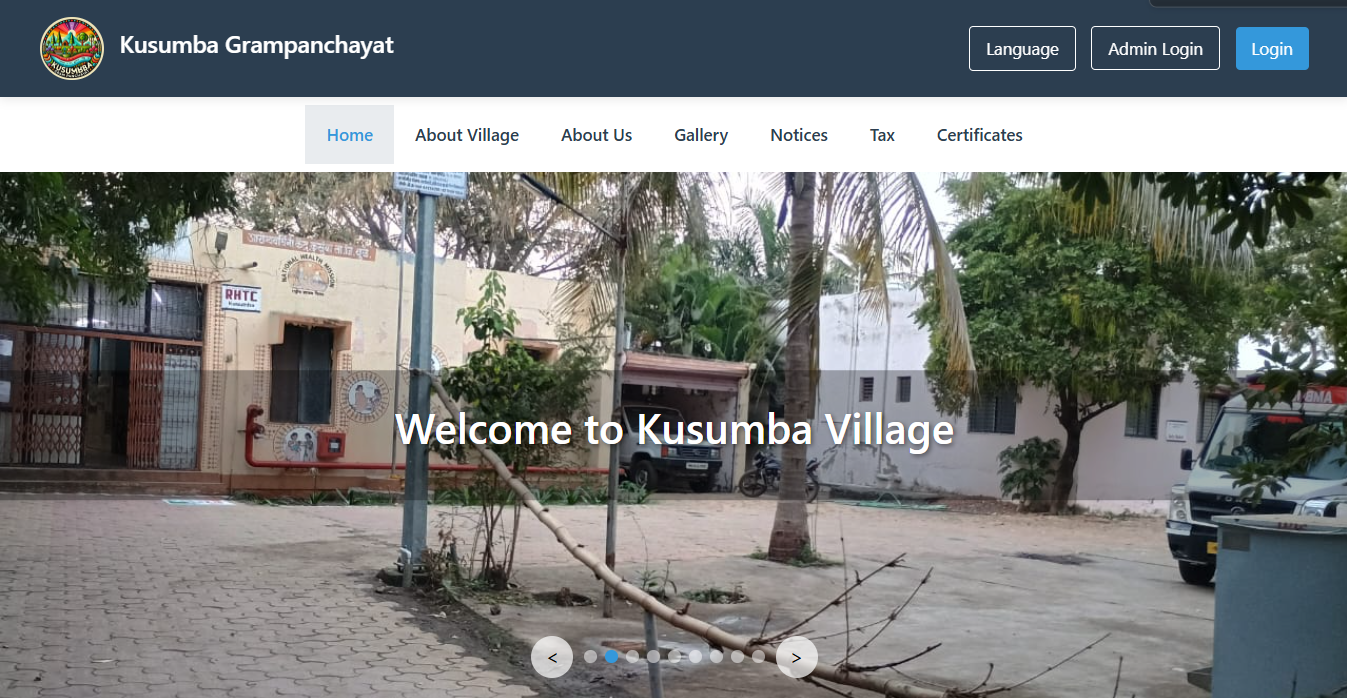 Kusumba Grampanchayat
Language
Admin Login
Login
KUSUMBA
Home
About Village
About Us
Gallery
Notices
Tax
Certificates
NATIONAL HEALTH MISSION
RHTC
Kusumba
Welcome to Kusumba Village
<
>